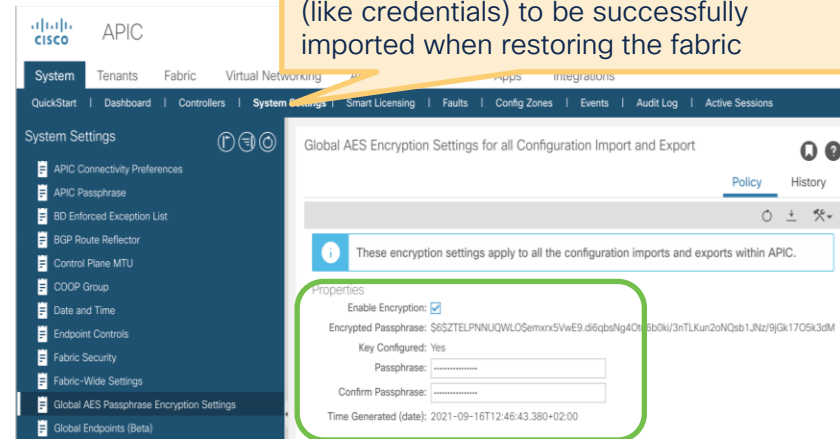 (like credentials) to be successfully
imported when restoring the fabric
CISCO APIC
System Tenants Fabric Virtual Networking Apps Integrations
QuickStart | Dashboard | Controllers | System Settings | Smart Licensing | Faults | Config Zones | Events | Audit Log | Active Sessions
System Settings
APIC Connectivity Preferences
APIC Passphrase
BD Enforced Exception List
BGP Route Reflector
Control Plane MTU
COOP Group
Date and Time
Endpoint Controls
Fabric Security
Fabric-Wide Settings
Global AES Passphrase Encryption Settings
Global Endpoints (Beta)
Global AES Encryption Settings for all Configuration Import and Export
Policy History
These encryption settings apply to all the configuration imports and exports within APIC.
Properties
Enable Encryption:
Encrypted Passphrase:
Key Configured: Yes
Passphrase:
Confirm Passphrase:
Time Generated (date): 2021-09-16T12:46:43.380+02:00